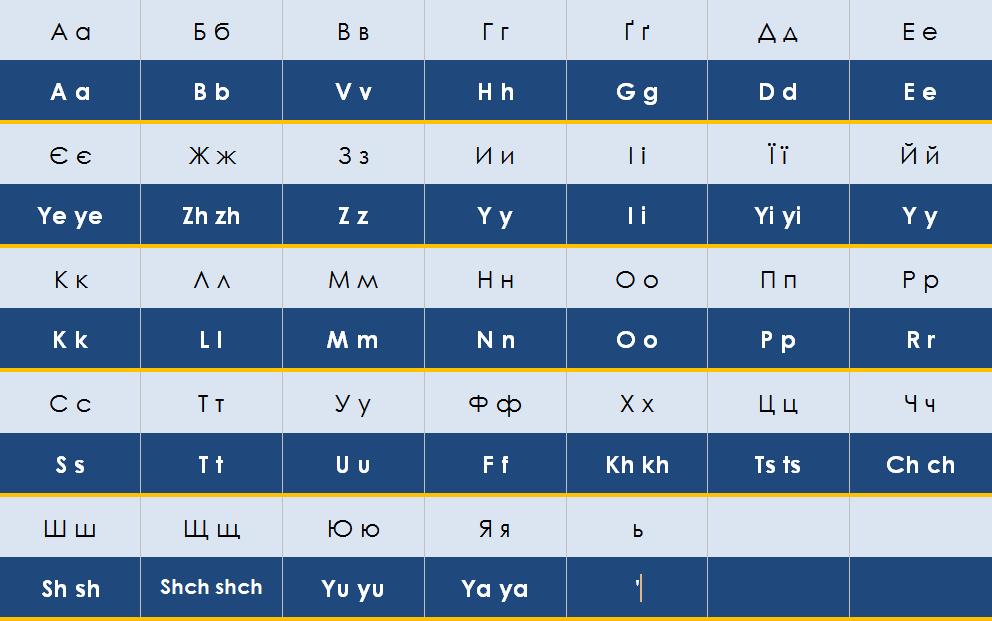 А а Б б В в Г г Ґ ґ Д д Е е
A a B b V v H h G g D d E e
Є є Ж ж З з И и І і Ї ї Й й
Ye ye Zh zh Z z Y y I i Yi yi Y y
К к Л л М м Н н О о П п Р р
K k L l M m N n O o P p R r
С с Т т У у Ф ф Х х Ц ц Ч ч
S s T t U u F f Kh kh Ts ts Ch ch
Ш ш Щ щ Ю ю Я я ь
Sh sh Shch shch Yu yu Ya ya '